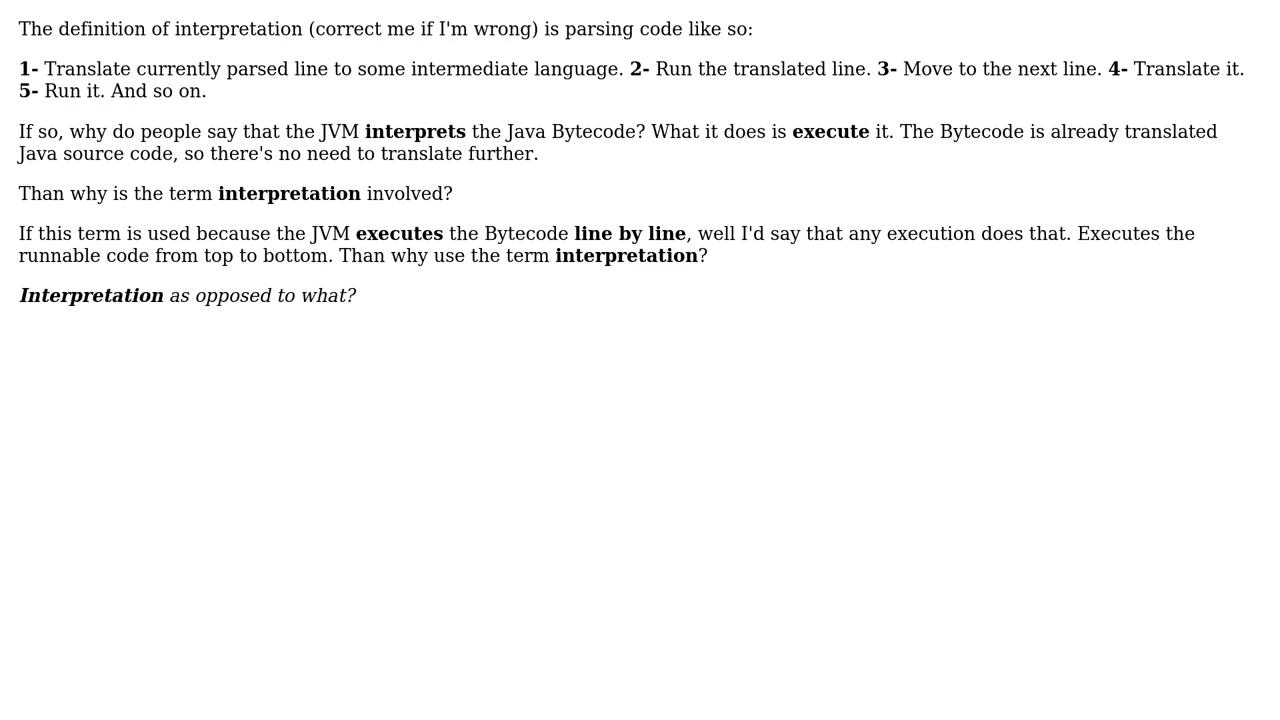 The definition of interpretation (correct me if I'm wrong) is parsing code like so:
1- Translate currently parsed line to some intermediate language. 2- Run the translated line. 3- Move to the next line. 4- Translate it.
5- Run it. And so on.
If so, why do people say that the JVM interprets the Java Bytecode? What it does is execute it. The Bytecode is already translated
Java source code, so there's no need to translate further.
Than why is the term interpretation involved?
If this term is used because the JVM executes the Bytecode line by line, well I'd say that any execution does that. Executes the
runnable code from top to bottom. Than why use the term interpretation?
Interpretation as opposed to what?